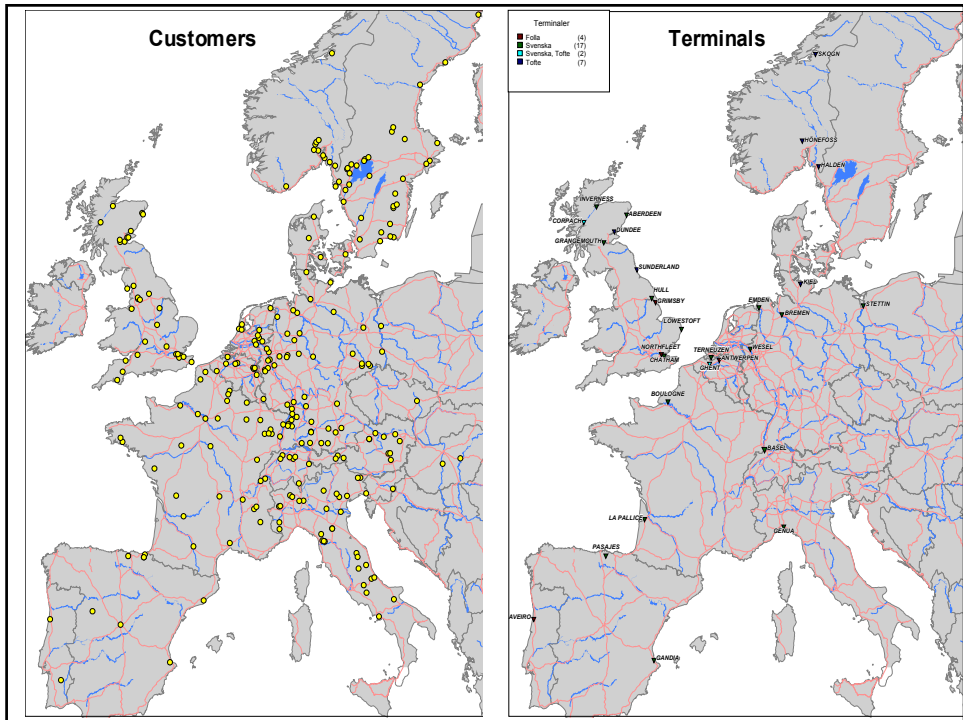 Customers
Terminaler
Folla (4)
Svenska (17)
Svenska, Tofte (2)
Tofte (7)
Terminals
SKOGN
HÖNEFOSS
HALDEN
INVERNESS
ABERDEEN
CORPACH
DUNDEE
GRANGEMOUTH
SUNDERLAND
KIEL
HULL
GRIMSBY
EMDEN
STETTIN
BREMEN
LOWESTOFT
NORTHFLEET
TERNEUZEN
WESEL
CHATHAM
ANTWERPEN
GHENT
BOULOGNE
BASEL
LA PALLICE
GENUA
PASAJES
AVEIRO
GANDIA